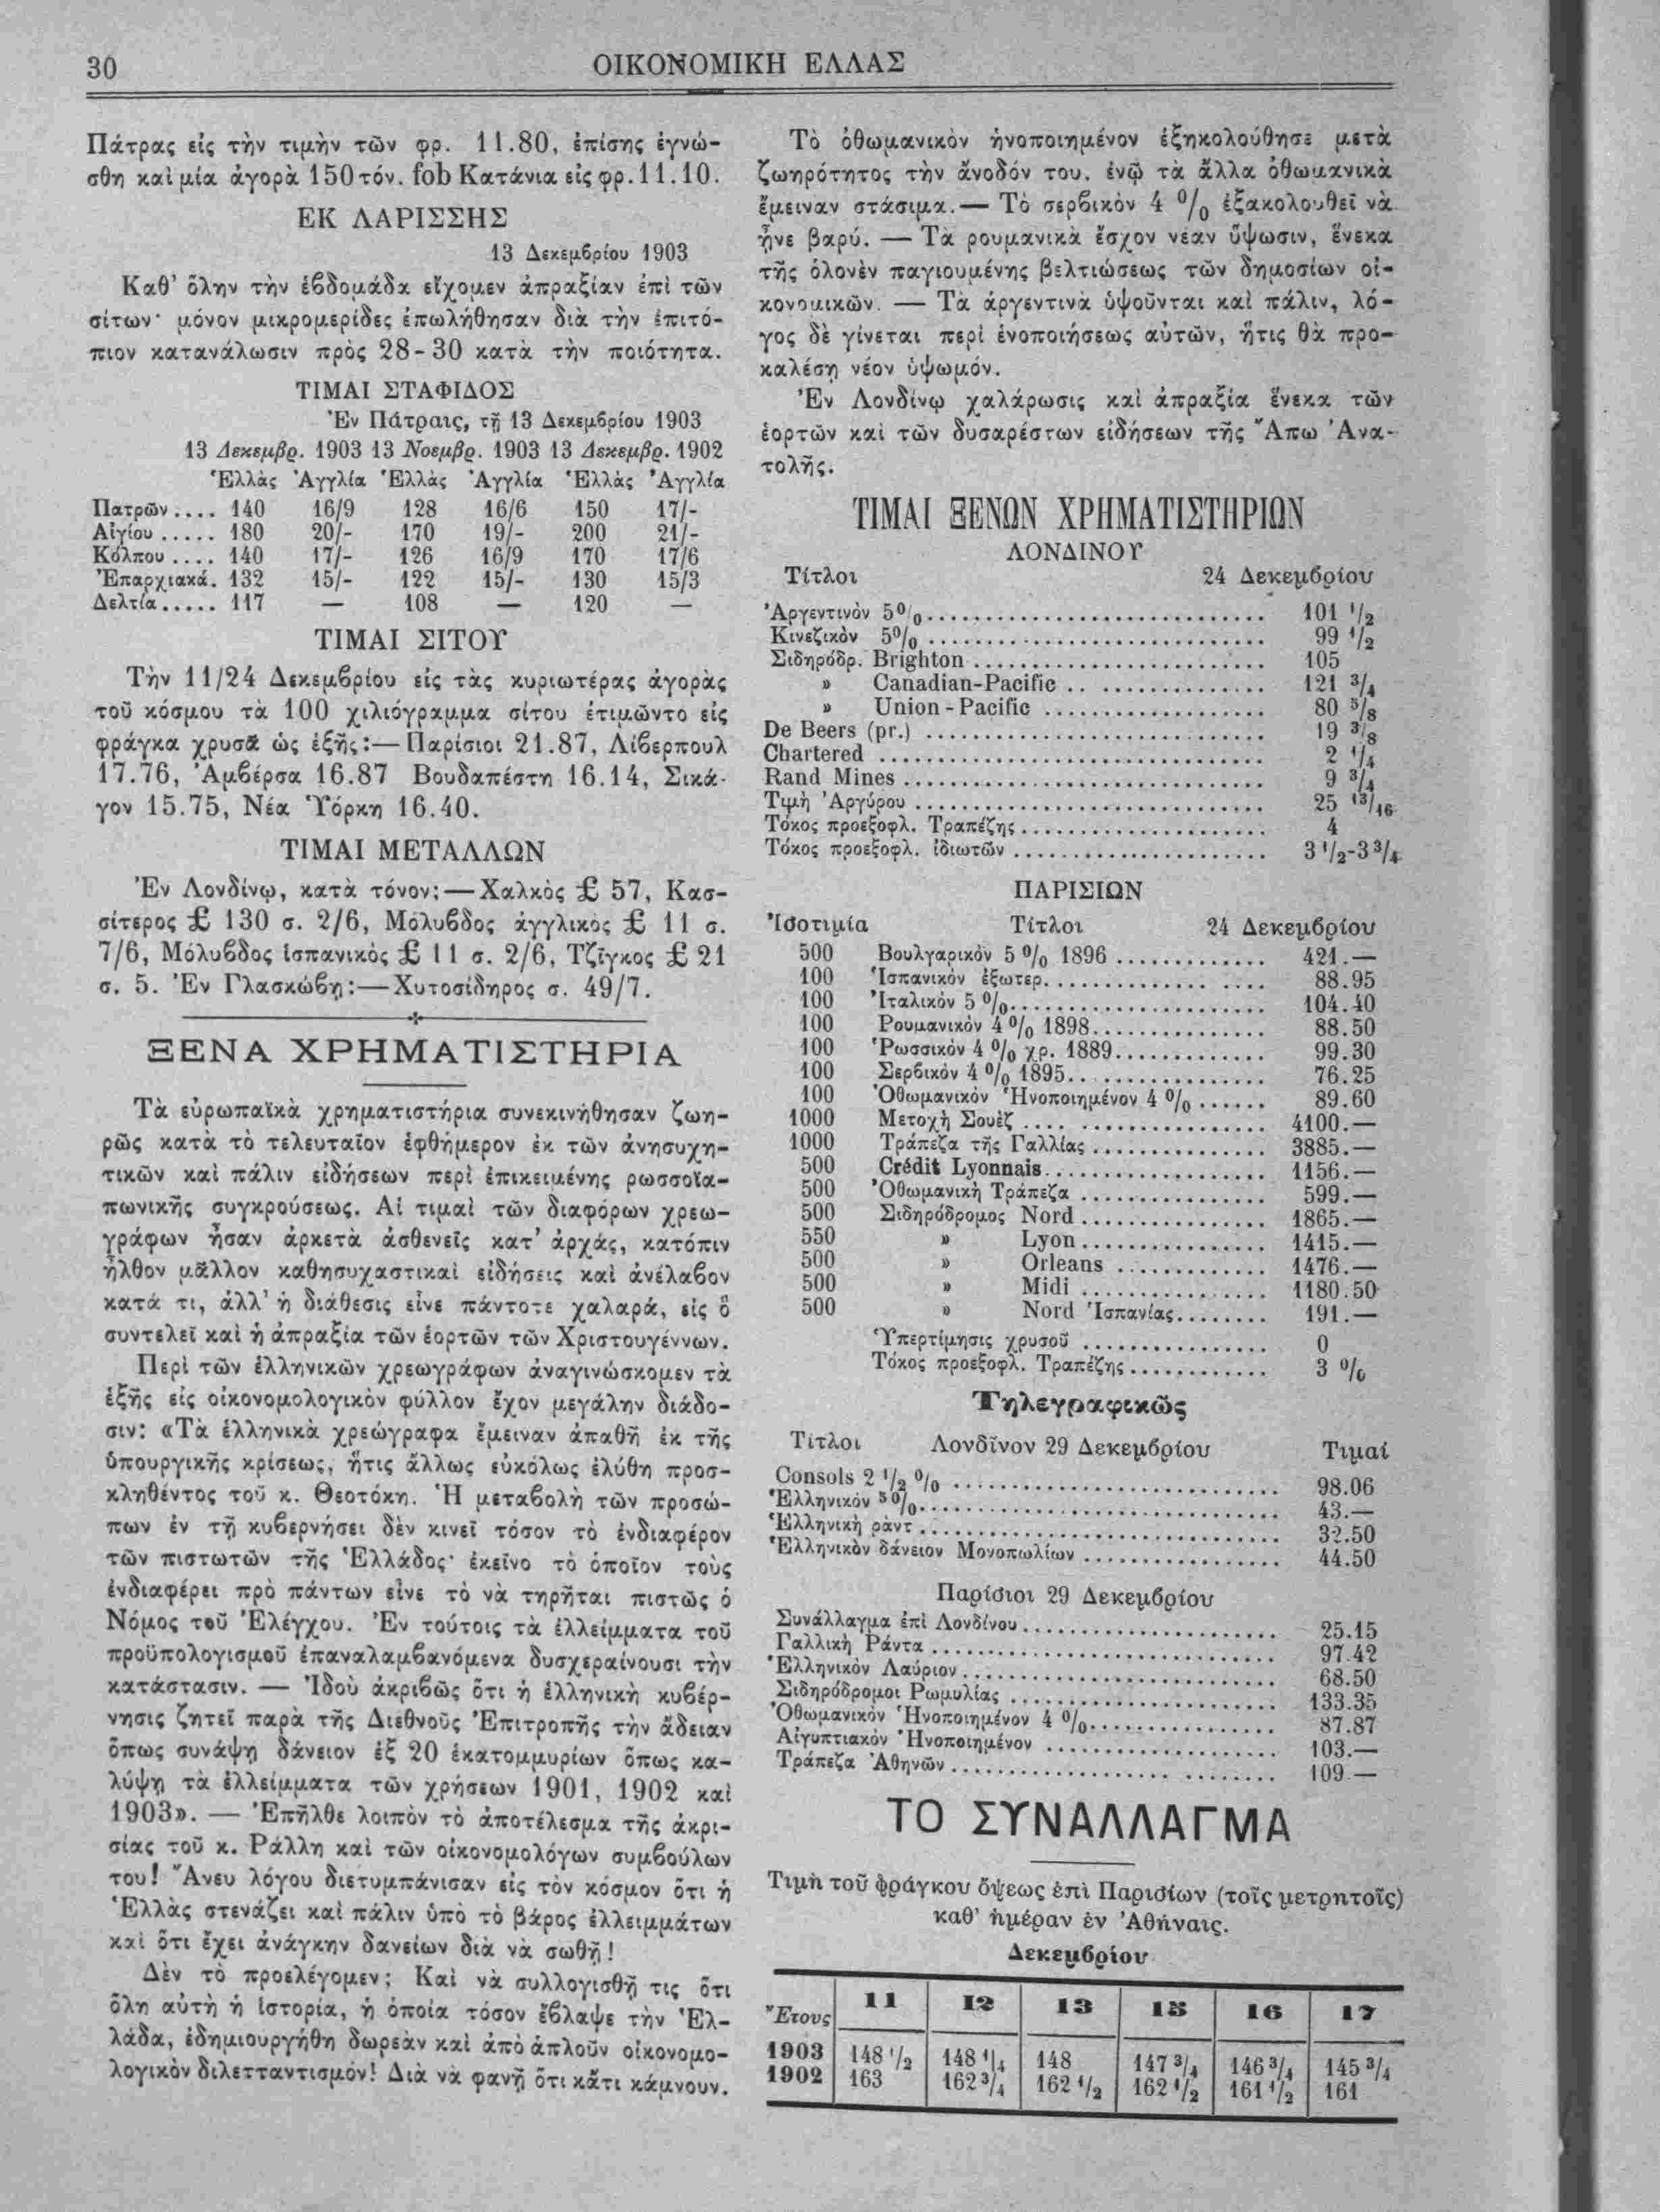 30
ΟΙΚΟΝΟΜΙΚΗ ΕΛΛΑΣ
Πάτρας εἰς τὴν τιμὴν τῶν φρ. 11.80, ἐπίσης ἐγνώ-
σθη καὶ μία ἀγορὰ 150 τόν. fob Κατάνια εἰς φρ. 11.10.
ΕΚ ΛΑΡΙΣΣΗΣ
13 Δεκεμβρίου 1903
Καθ' ὅλην τὴν ἑβδομάδα εἴχομεν ἀπραξίαν ἐπὶ τῶν
σίτων· μόνον μικρομερίδες ἐπωλήθησαν διὰ τὴν ἐπιτό-
πιον κατανάλωσιν πρὸς 28-30 κατὰ τὴν ποιότητα.
ΤΙΜΑΙ ΣΤΑΦΙΔΟΣ
Ἐν Πάτραις, τῇ 13 Δεκεμβρίου 1903
13 Δεκεμβρ. 1903 13 Νοεμβρ. 1903 13 Δεκεμβρ. 1902
Ἑλλὰς Ἀγγλία Ἑλλὰς Ἀγγλία Ἑλλὰς Ἀγγλία
Πατρῶν.... 140 16/9 128 16/6 150 17/-
Αἰγίου..... 180 20/- 170 19/- 200 21/-
Κόλπου.... 140 17/- 126 16/9 170 17/6
Ἐπαρχιακά. 132 15/- 122 15/- 130 15/3
Δελτία..... 117 — 108 — 120 —
ΤΙΜΑΙ ΣΙΤΟΥ
Τὴν 11/24 Δεκεμβρίου εἰς τὰς κυριωτέρας ἀγορὰς
τοῦ κόσμου τὰ 100 χιλιόγραμμα σίτου ἐτιμῶντο εἰς
φράγκα χρυσᾶ ὡς ἑξῆς:—Παρίσιοι 21.87, Λίβερπουλ
17.76, Ἀμβέρσα 16.87 Βουδαπέστη 16.14, Σικά-
γον 15.75, Νέα Ὑόρκη 16.40.
ΤΙΜΑΙ ΜΕΤΑΛΛΩΝ
Ἐν Λονδίνῳ, κατὰ τόνον:—Χαλκὸς £ 57, Κασ-
σίτερος £ 130 σ. 2/6, Μόλυβδος ἀγγλικὸς £ 11 σ.
7/6, Μόλυβδος ἱσπανικὸς £ 11 σ. 2/6, Τζῖγκος £ 21
σ. 5. Ἐν Γλασκώβῃ:—Χυτοσίδηρος σ. 49/7.
ΞΕΝΑ ΧΡΗΜΑΤΙΣΤΗΡΙΑ
Τὰ εὐρωπαϊκὰ χρηματιστήρια συνεκινήθησαν ζωη-
ρῶς κατὰ τὸ τελευταῖον ἑφθήμερον ἐκ τῶν ἀνησυχη-
τικῶν καὶ πάλιν εἰδήσεων περὶ ἐπικειμένης ρωσσοϊα-
πωνικῆς συγκρούσεως. Αἱ τιμαὶ τῶν διαφόρων χρεω-
γράφων ἦσαν ἀρκετὰ ἀσθενεῖς κατ' ἀρχάς, κατόπιν
ἦλθον μᾶλλον καθησυχαστικαὶ εἰδήσεις καὶ ἀνέλαβον
κατά τι, ἀλλ' ἡ διάθεσις εἶνε πάντοτε χαλαρά, εἰς ὃ
συντελεῖ καὶ ἡ ἀπραξία τῶν ἑορτῶν τῶν Χριστουγέννων.
Περὶ τῶν ἑλληνικῶν χρεωγράφων ἀναγινώσκομεν τὰ
ἑξῆς εἰς οἰκονομολογικὸν φύλλον ἔχον μεγάλην διάδο-
σιν: «Τὰ ἑλληνικὰ χρεώγραφα ἔμειναν ἀπαθῆ ἐκ τῆς
ὑπουργικῆς κρίσεως, ἥτις ἄλλως εὐκόλως ἐλύθη προσ-
κληθέντος τοῦ κ. Θεοτόκη. Ἡ μεταβολὴ τῶν προσώ-
πων ἐν τῇ κυβερνήσει δὲν κινεῖ τόσον τὸ ἐνδιαφέρον
τῶν πιστωτῶν τῆς Ἑλλάδος· ἐκεῖνο τὸ ὁποῖον τοὺς
ἐνδιαφέρει πρὸ πάντων εἶνε τὸ νὰ τηρῆται πιστῶς ὁ
Νόμος τοῦ Ἐλέγχου. Ἐν τούτοις τὰ ἐλλείμματα τοῦ
προϋπολογισμοῦ ἐπαναλαμβανόμενα δυσχεραίνουσι τὴν
κατάστασιν. — Ἰδοὺ ἀκριβῶς ὅτι ἡ ἑλληνικὴ κυβέρ-
νησις ζητεῖ παρὰ τῆς Διεθνοῦς Ἐπιτροπῆς τὴν ἄδειαν
ὅπως συνάψῃ δάνειον ἐξ 20 ἑκατομμυρίων ὅπως κα-
λύψῃ τὰ ἐλλείμματα τῶν χρήσεων 1901, 1902 καὶ
1903». — Ἐπῆλθε λοιπὸν τὸ ἀποτέλεσμα τῆς ἀκρι-
σίας τοῦ κ. Ράλλη καὶ τῶν οἰκονομολόγων συμβούλων
του! Ἄνευ λόγου διετυμπάνισαν εἰς τὸν κόσμον ὅτι ἡ
Ἑλλὰς στενάζει καὶ πάλιν ὑπὸ τὸ βάρος ἐλλειμμάτων
καὶ ὅτι ἔχει ἀνάγκην δανείων διὰ νὰ σωθῇ!
Δὲν τὸ προελέγομεν; Καὶ νὰ συλλογισθῇ τις ὅτι
ὅλη αὐτὴ ἡ ἱστορία, ἡ ὁποία τόσον ἔβλαψε τὴν Ἑλ-
λάδα, ἐδημιουργήθη δωρεὰν καὶ ἀπὸ ἁπλοῦν οἰκονομο-
λογικὸν διλετταντισμόν! Διὰ νὰ φανῇ ὅτι κᾶτι κάμνουν.
Τὸ ὀθωμανικὸν ἡνοποιημένον ἐξηκολούθησε μετὰ
ζωηρότητος τὴν ἄνοδόν του, ἐνῷ τὰ ἄλλα ὀθωμανικὰ
ἔμειναν στάσιμα.— Τὸ σερβικὸν 4 % ἐξακολουθεῖ νὰ
ἦνε βαρύ. — Τὰ ρουμανικὰ ἔσχον νέαν ὕψωσιν, ἕνεκα
τῆς ὁλονὲν παγιουμένης βελτιώσεως τῶν δημοσίων οἰ-
κονομικῶν. — Τὰ ἀργεντινὰ ὑψοῦνται καὶ πάλιν, λό-
γος δὲ γίνεται περὶ ἑνοποιήσεως αὐτῶν, ἥτις θὰ προ-
καλέσῃ νέον ὑψωμόν.
Ἐν Λονδίνῳ χαλάρωσις καὶ ἀπραξία ἕνεκα τῶν
ἑορτῶν καὶ τῶν δυσαρέστων εἰδήσεων τῆς Ἄπω Ἀνα-
τολῆς.
ΤΙΜΑΙ ΞΕΝΩΝ ΧΡΗΜΑΤΙΣΤΗΡΙΩΝ
ΛΟΝΔΙΝΟΥ
Τίτλοι 24 Δεκεμβρίου
Ἀργεντινὸν 5%.......... 101 1/2
Κινεζικὸν 5%.......... 99 1/2
Σιδηρόδρ. Brighton.......... 105
» Canadian-Pacific.......... 121 3/4
» Union-Pacific.......... 80 5/8
De Beers (pr.).......... 19 3/8
Chartered.......... 2 1/4
Rand Mines.......... 9 3/4
Τιμὴ Ἀργύρου.......... 25 13/16
Τόκος προεξοφλ. Τραπέζης.......... 4
Τόκος προεξοφλ. ἰδιωτῶν.......... 3 1/2-3 3/4
ΠΑΡΙΣΙΩΝ
Ἰσοτιμία Τίτλοι 24 Δεκεμβρίου
500 Βουλγαρικὸν 5 % 1896.......... 421.—
100 Ἱσπανικὸν ἐξωτερ........... 88.95
100 Ἰταλικὸν 5 %.......... 104.40
100 Ρουμανικὸν 4 % 1898.......... 88.50
100 Ῥωσσικὸν 4 % χρ. 1889.......... 99.30
100 Σερβικὸν 4 % 1895.......... 76.25
100 Ὀθωμανικὸν Ἡνοποιημένον 4 %...... 89.60
1000 Μετοχὴ Σουὲζ.......... 4100.—
1000 Τράπεζα τῆς Γαλλίας.......... 3885.—
500 Crédit Lyonnais.......... 1156.—
500 Ὀθωμανικὴ Τράπεζα.......... 599.—
500 Σιδηρόδρομος Nord.......... 1865.—
550 » Lyon.......... 1415.—
500 » Orleans.......... 1476.—
500 » Midi.......... 1180.50
500 » Nord Ἰσπανίας........ 191.—
Ὑπερτίμησις χρυσοῦ.......... 0
Τόκος προεξοφλ. Τραπέζης.......... 3 %
Τηλεγραφικῶς
Τίτλοι Λονδῖνον 29 Δεκεμβρίου Τιμαί
Consols 2 1/2 %.......... 98.06
Ἑλληνικὸν 5%.......... 43.—
Ἑλληνικὴ ρὰντ.......... 32.50
Ἑλληνικὸν δάνειον Μονοπωλίων.......... 44.50
Παρίσιοι 29 Δεκεμβρίου
Συνάλλαγμα ἐπὶ Λονδίνου.......... 25.15
Γαλλικὴ Ράντα.......... 97.42
Ἑλληνικὸν Λαύριον.......... 68.50
Σιδηρόδρομοι Ρωμυλίας.......... 133.35
Ὀθωμανικὸν Ἡνοποιημένον 4 %.......... 87.87
Αἰγυπτιακὸν Ἡνοποιημένον.......... 103.—
Τράπεζα Ἀθηνῶν.......... 109.—
ΤΟ ΣΥΝΑΛΛΑΓΜΑ
Τιμὴ τοῦ φράγκου ὄψεως ἐπὶ Παρισίων (τοῖς μετρητοῖς)
καθ' ἡμέραν ἐν Ἀθήναις.
Δεκεμβρίου
Ἔτους 11 12 13 15 16 17
1903 148 1/2 148 1/4 148 147 3/4 146 3/4 145 3/4
1902 163 162 3/4 162 1/2 162 1/2 161 1/2 161